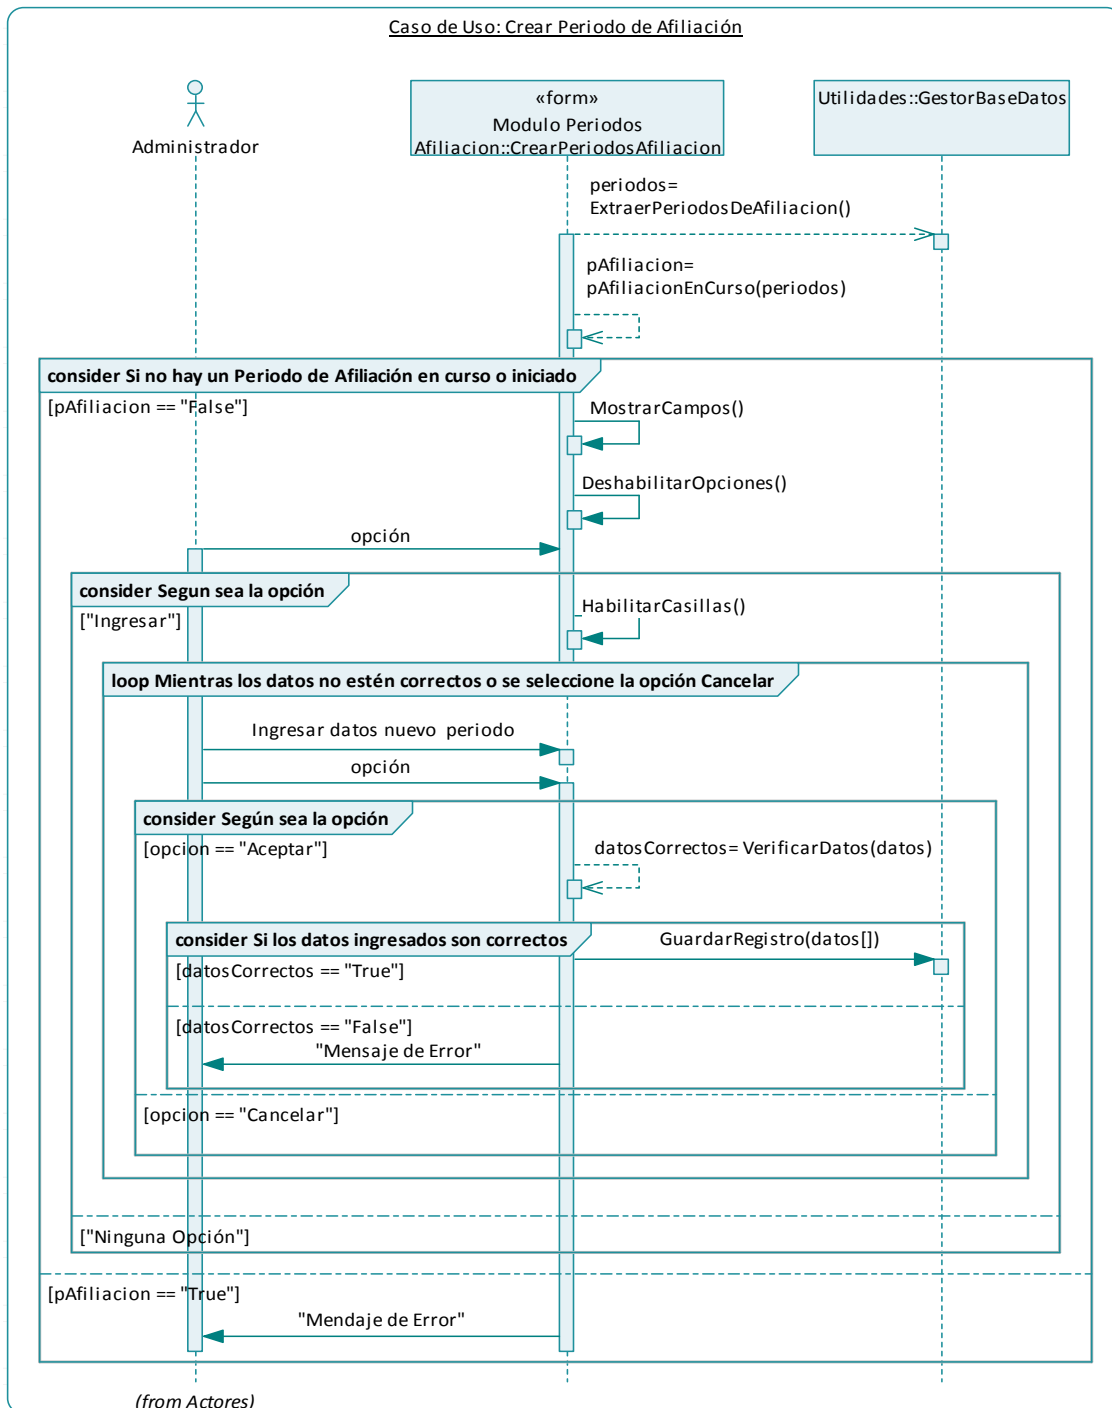 Caso de Uso: Crear Periodo de Afiliación
Administrador
«form»
Modulo Periodos
Afiliacion::CrearPeriodosAfiliacion
Utilidades::GestorBaseDatos
periodos=
ExtraerPeriodosDeAfiliacion()
pAfiliacion=
pAfiliacionEnCurso(periodos)
consider Si no hay un Periodo de Afiliación en curso o iniciado
[pAfiliacion == "False"]
MostrarCampos()
DeshabilitarOpciones()
opción
consider Segun sea la opción
["Ingresar"]
HabilitarCasillas()
loop Mientras los datos no estén correctos o se seleccione la opción Cancelar
Ingresar datos nuevo periodo
opción
consider Según sea la opción
[opcion == "Aceptar"]
datosCorrectos= VerificarDatos(datos)
consider Si los datos ingresados son correctos
GuardarRegistro(datos[])
[datosCorrectos == "True"]
[datosCorrectos == "False"]
"Mensaje de Error"
[opcion == "Cancelar"]
["Ninguna Opción"]
[pAfiliacion == "True"]
"Mendaje de Error"
(from Actores)